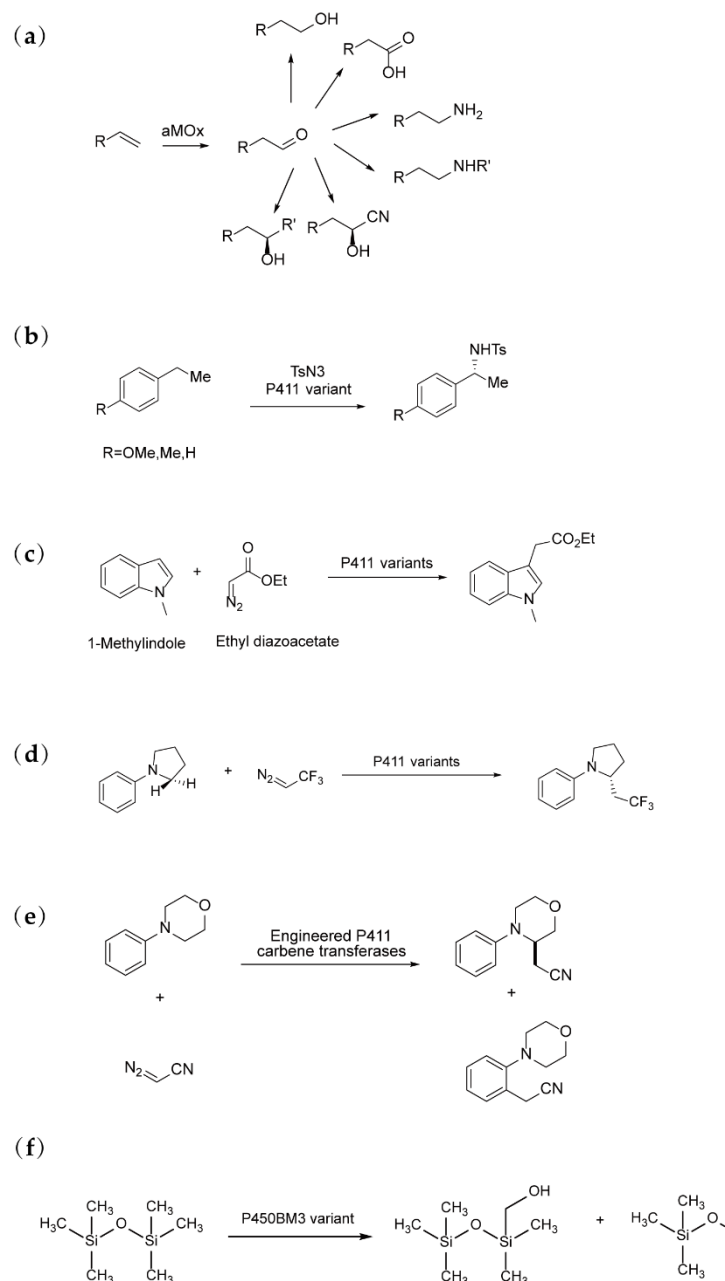 (a)
R
OH
R
O
OH
R
aMOx
R
O
R
NH2
R
NHR'
R
R'
OH
R
CN
OH
(b)
R
Me
TsN3
P411 variant
NHTs
R
Me
R=OMe,Me,H
(c)
N
+
O
OEt
N2
P411 variants
CO2Et
N
1-Methylindole
Ethyl diazoacetate
(d)
N
H
H
+
N2
CF3
P411 variants
N
CF3
(e)
N
O
Engineered P411
carbene transferases
O
N
CN
+
+
N2
CN
O
N
CN
(f)
CH3
CH3
H3C
Si
O
Si
CH3
CH3
CH3
P450BM3 variant
OH
CH3
H3C
Si
O
Si
CH3
CH3
CH3
+
CH3
H3C
Si
O
CH3